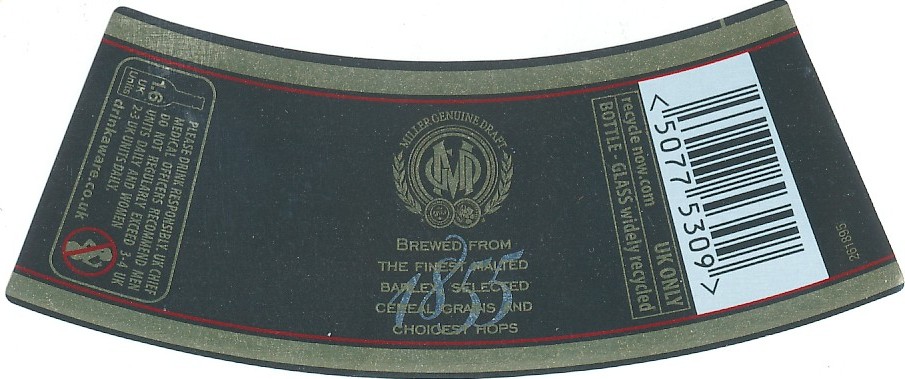 1.6
UK
Units
PLEASE DRINK RESPONSIBLY. UK CHIEF
MEDICAL OFFICERS RECOMMEND MEN
DO NOT REGULARLY EXCEED 3-4 UK
UNITS DAILY AND WOMEN
2-3 UK UNITS DAILY.
drinkaware.co.uk
MILLER GENUINE DRAFT
MGD
BREWED FROM
THE FINEST MALTED
BARLEY, SELECTED
CEREAL GRAINS AND
CHOICEST HOPS
1855
UK ONLY
recycle now.com
BOTTLE - GLASS widely recycled
<5077 5309>
261895